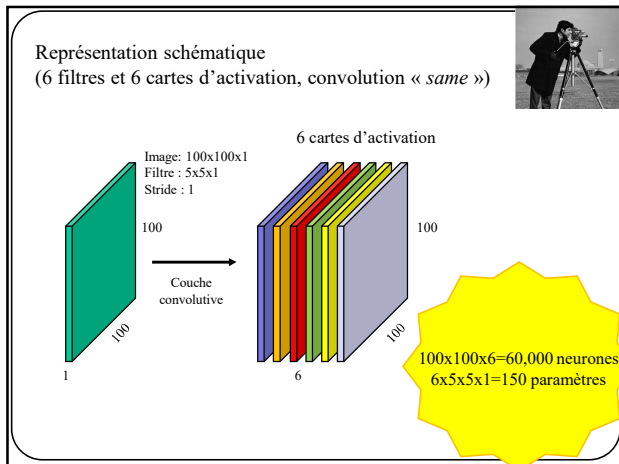 Représentation schématique
(6 filtres et 6 cartes d’activation, convolution « same »)
6 cartes d’activation
Image: 100x100x1
Filtre : 5x5x1
Stride : 1
100
100
Couche
convolutive
100
100
1
6
100x100x6=60,000 neurones
6x5x5x1=150 paramètres